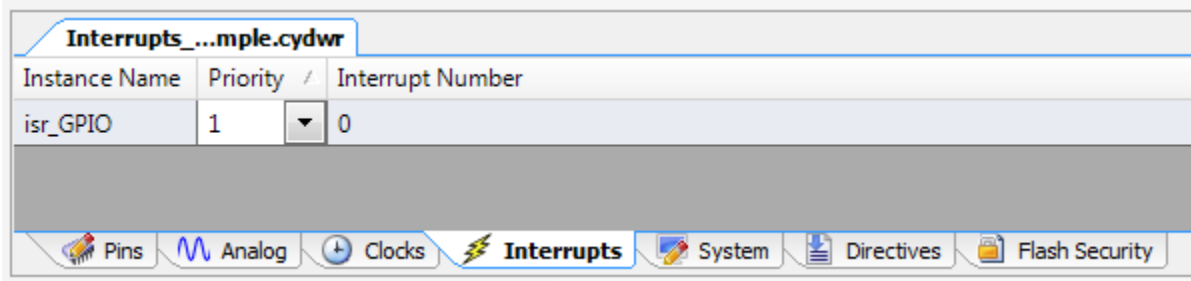 Interrupts_...mple.cydwr
Instance Name Priority Interrupt Number
isr_GPIO 1 0
Pins Analog Clocks Interrupts System Directives Flash Security